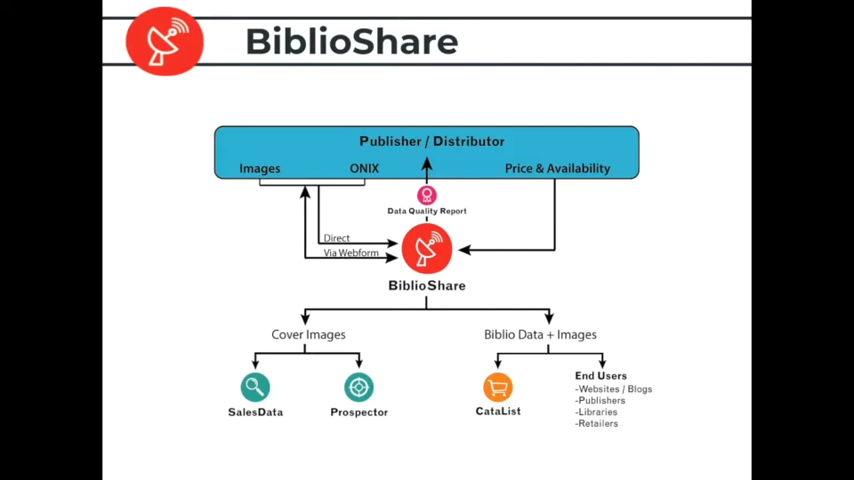 BiblioShare
Publisher / Distributor
Images
ONIX
Price & Availability
Data Quality Report
Direct
Via Webform
BiblioShare
Cover Images
Biblio Data + Images
SalesData
Prospector
CataList
End Users
-Websites / Blogs
-Publishers
-Libraries
-Retailers